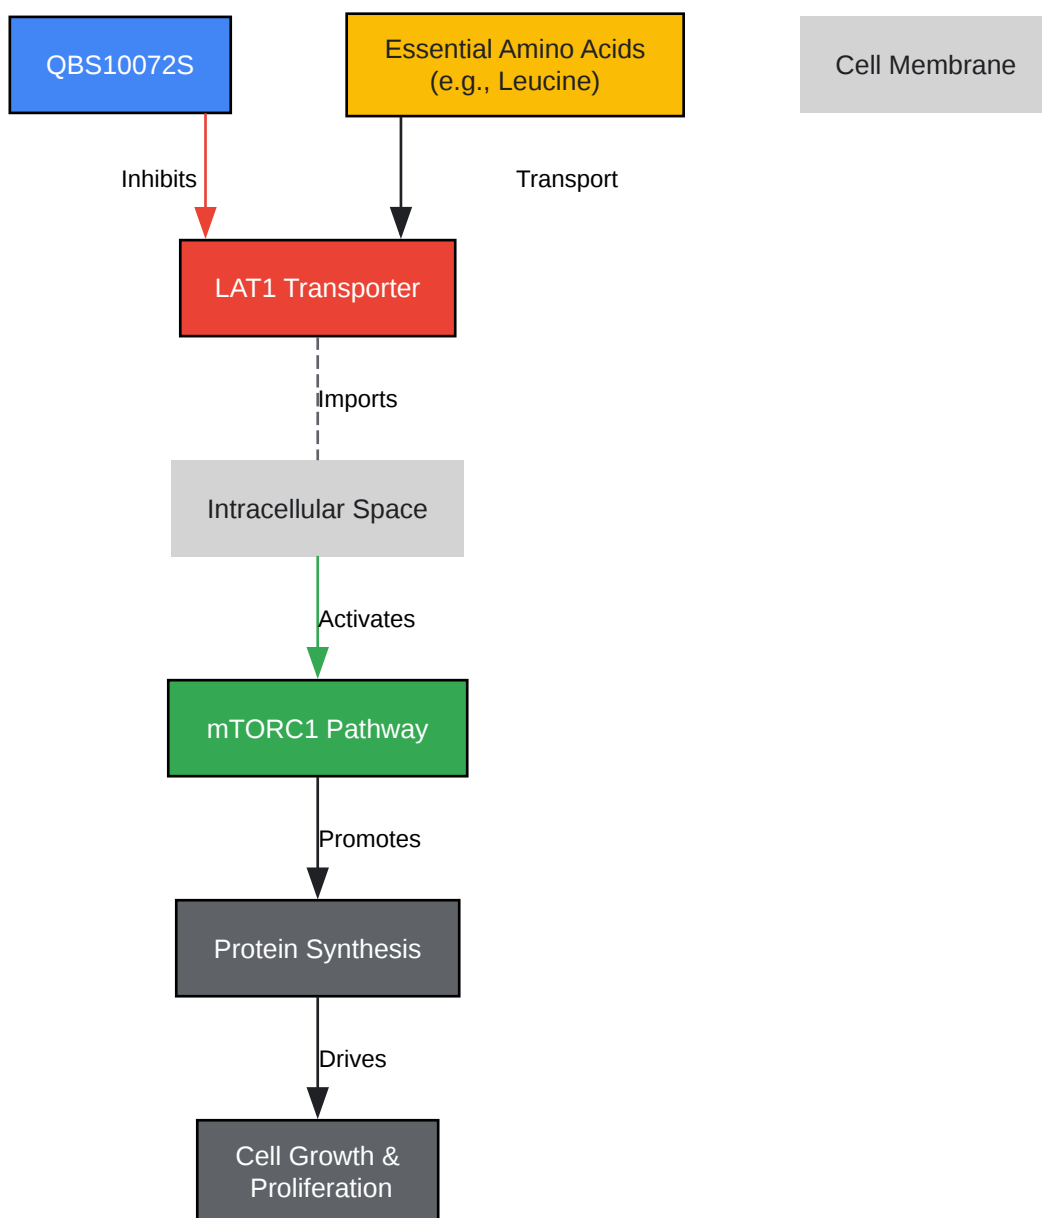 QBS10072S
Essential Amino Acids
(e.g., Leucine)
Cell Membrane
Inhibits
Transport
LAT1 Transporter
Imports
Intracellular Space
Activates
mTORC1 Pathway
Promotes
Protein Synthesis
Drives
Cell Growth &
Proliferation